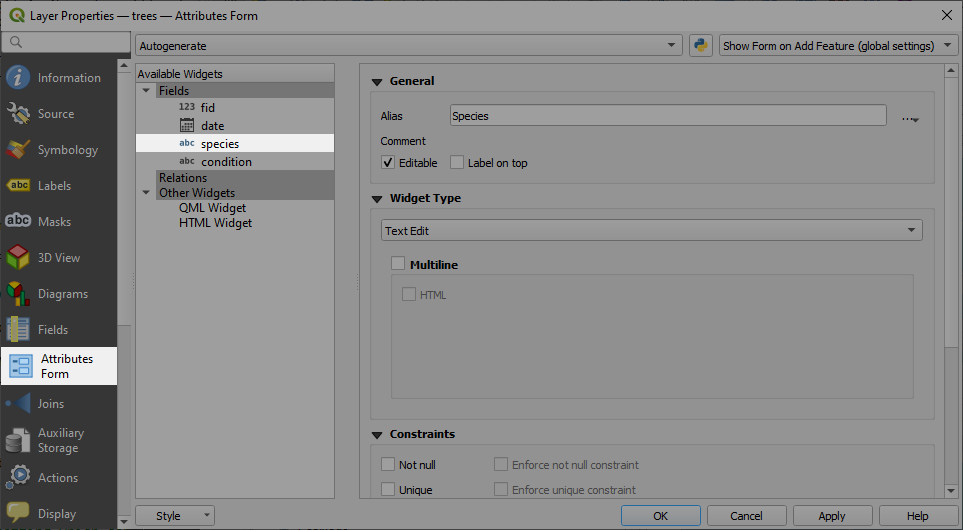 Layer Properties — trees — Attributes Form
Autogenerate
Show Form on Add Feature (global settings)
Information
Source
Symbology
abc
Labels
abc
Masks
3D View
Diagrams
Fields
Attributes
Form
Joins
Auxiliary
Storage
Actions
Display
Available Widgets
Fields
123 fid
date
abc species
abc condition
Relations
Other Widgets
QML Widget
HTML Widget
General
Alias
Species
...
Comment
Editable
Label on top
Widget Type
Text Edit
Multiline
HTML
Constraints
Not null
Enforce not null constraint
Unique
Enforce unique constraint
Style
OK
Cancel
Apply
Help